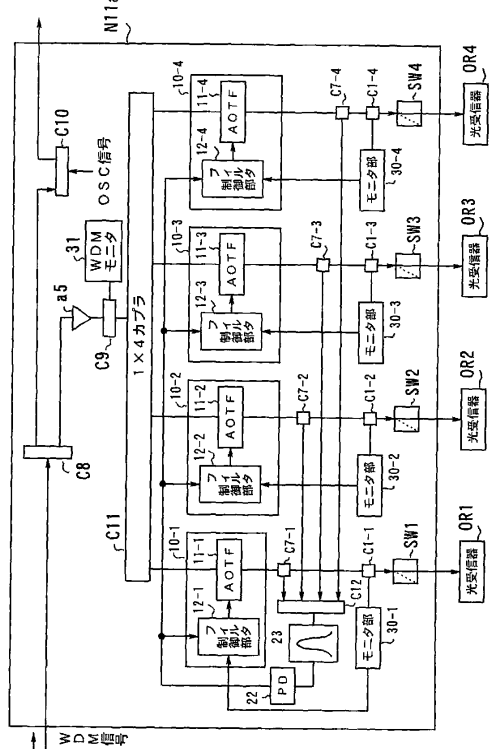 N11a
C10
OSC信号
31
WDM
モニタ
a5
C9
C8
1×4カプラ
C11
10-1
11-1
AOTF
12-1
フィルタ
制御部
10-2
11-2
AOTF
12-2
フィルタ
制御部
10-3
11-3
AOTF
12-3
フィルタ
制御部
10-4
11-4
AOTF
12-4
フィルタ
制御部
C7-1
C7-2
C7-3
C7-4
C12
23
22
PD
C1-1
C1-2
C1-3
C1-4
モニタ部
30-1
モニタ部
30-2
モニタ部
30-3
モニタ部
30-4
SW1
SW2
SW3
SW4
OR1
光受信器
OR2
光受信器
OR3
光受信器
OR4
光受信器
WDM
信号